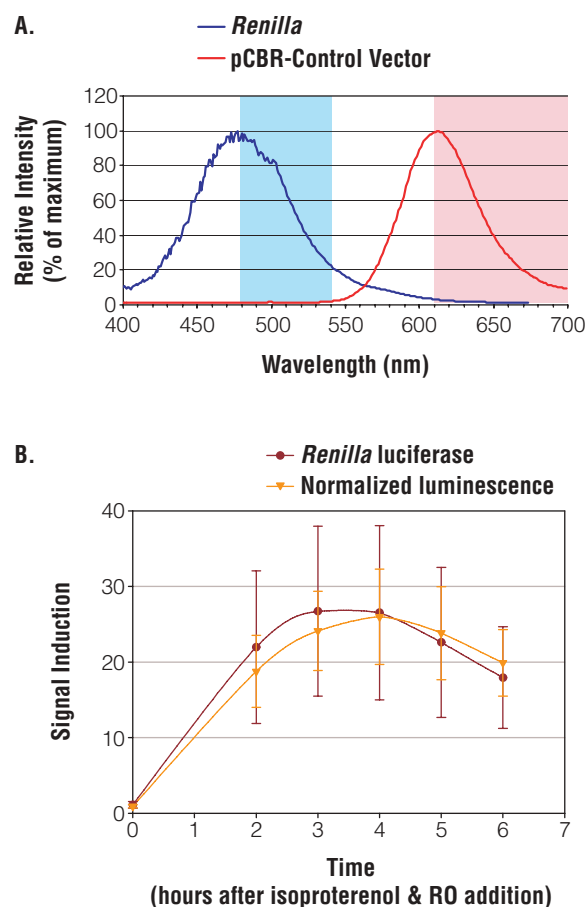 A.
Renilla
pCBR-Control Vector
Relative Intensity
(% of maximum)
120
100
80
60
40
20
0
400 450 500 550 600 650 700
Wavelength (nm)
B.
Renilla luciferase
Normalized luminescence
Signal Induction
40
30
20
10
0
0 1 2 3 4 5 6 7
Time
(hours after isoproterenol & RO addition)